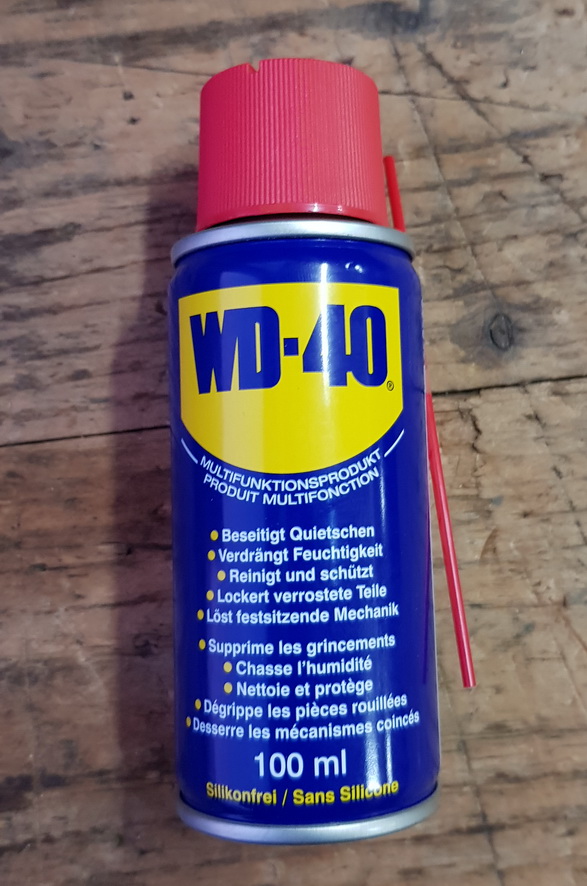 WD-40®
MULTIFUNKTIONSPRODUKT
PRODUIT MULTIFONCTION
• Beseitigt Quietschen
• Verdrängt Feuchtigkeit
• Reinigt und schützt
• Lockert verrostete Teile
• Löst festsitzende Mechanik
• Supprime les grincements
• Chasse l'humidité
• Nettoie et protège
• Dégrippe les pièces rouillées
• Desserre les mécanismes coincés
100 ml
Silikonfrei / Sans Silicone